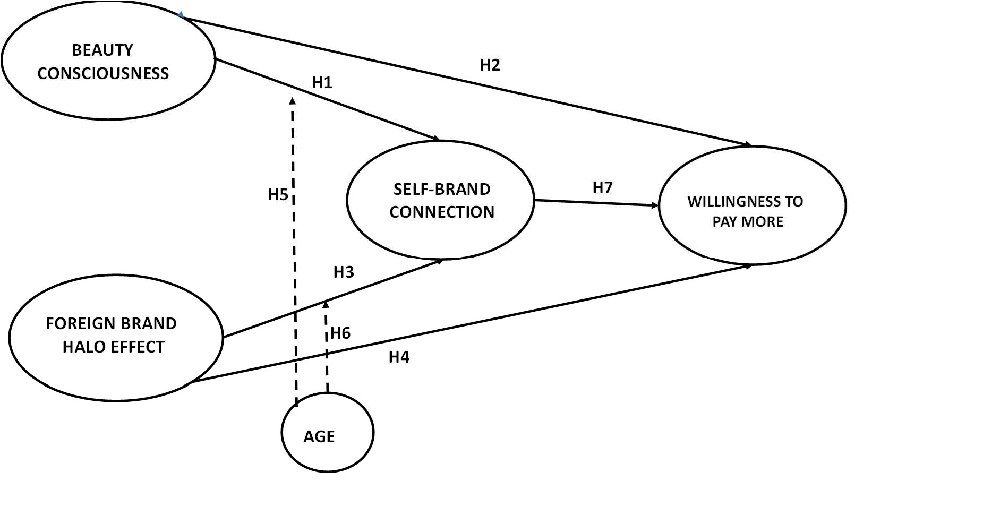 BEAUTY
CONSCIOUSNESS
H2
H1
SELF-BRAND
CONNECTION
H7
WILLINGNESS TO
PAY MORE
H5
H3
FOREIGN BRAND
HALO EFFECT
H6
H4
AGE